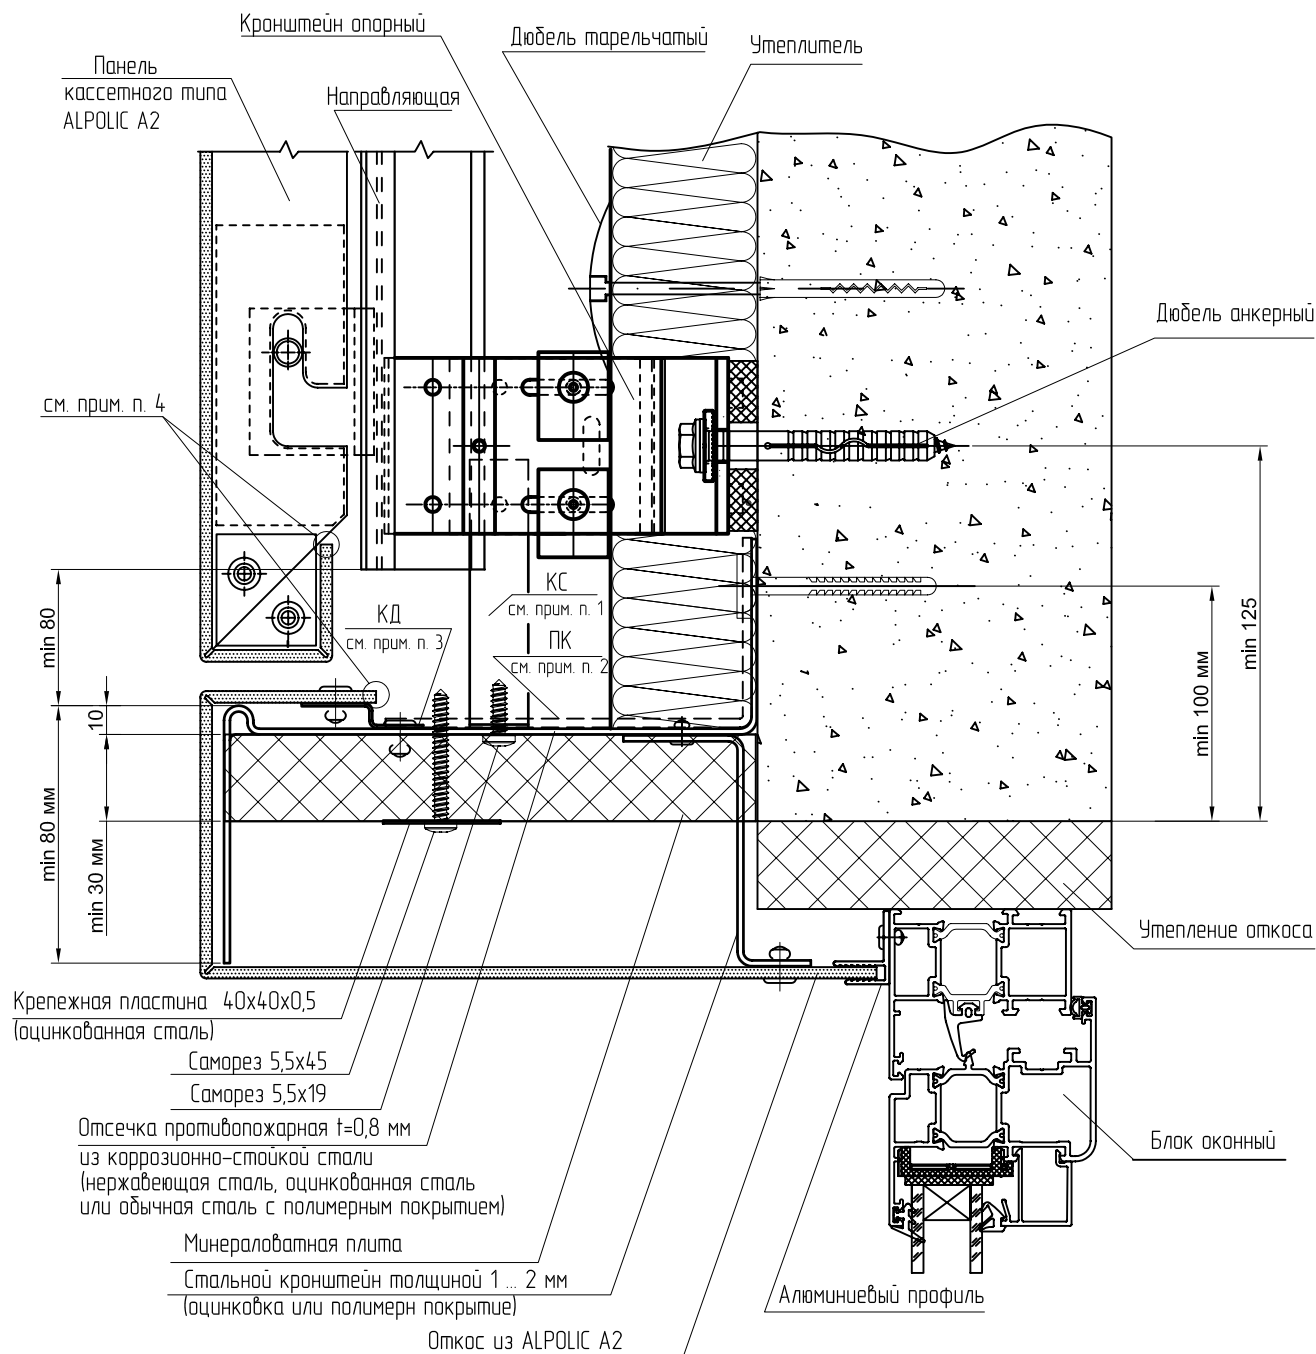 Кронштейн опорный
Дюбель тарельчатый
Утеплитель
Панель
кассетного типа
ALPOLIC A2
Направляющая
Дюбель анкерный
см. прим. п. 4
КС
см. прим. п. 1
КД
см. прим. п. 3
ПК
см. прим. п. 2
min 80
10
min 80 мм
min 30 мм
min 100 мм
min 125
Утепление откоса
Крепежная пластина 40х40х0,5
(оцинкованная сталь)
Саморез 5,5х45
Саморез 5,5х19
Отсечка противопожарная t=0,8 мм
из коррозионно-стойкой стали
(нержавеющая сталь, оцинкованная сталь
или обычная сталь с полимерным покрытием)
Блок оконный
Минераловатная плита
Стальной кронштейн толщиной 1 ... 2 мм
(оцинковка или полимерн покрытие)
Алюминиевый профиль
Откос из ALPOLIC A2